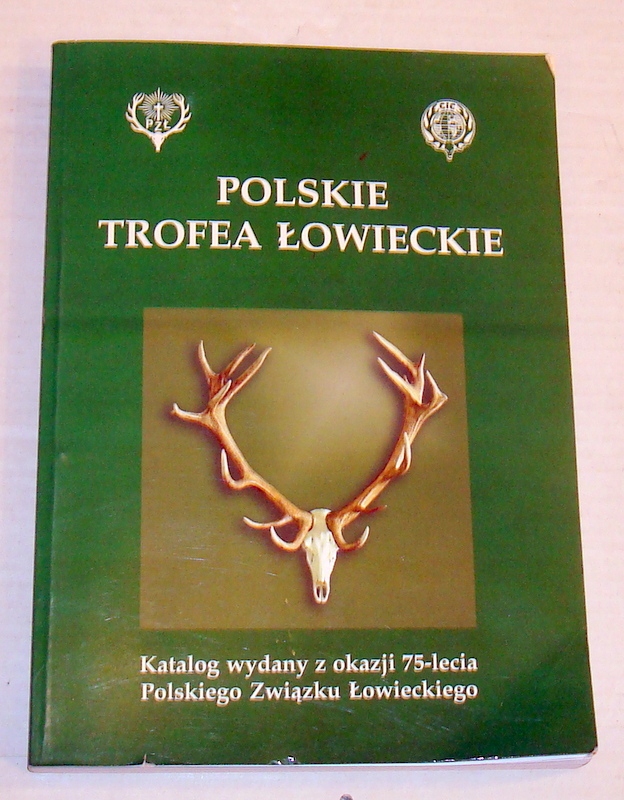 PZŁ
CIC
POLSKIE
TROFEA ŁOWIECKIE
Katalog wydany z okazji 75-lecia
Polskiego Związku Łowieckiego